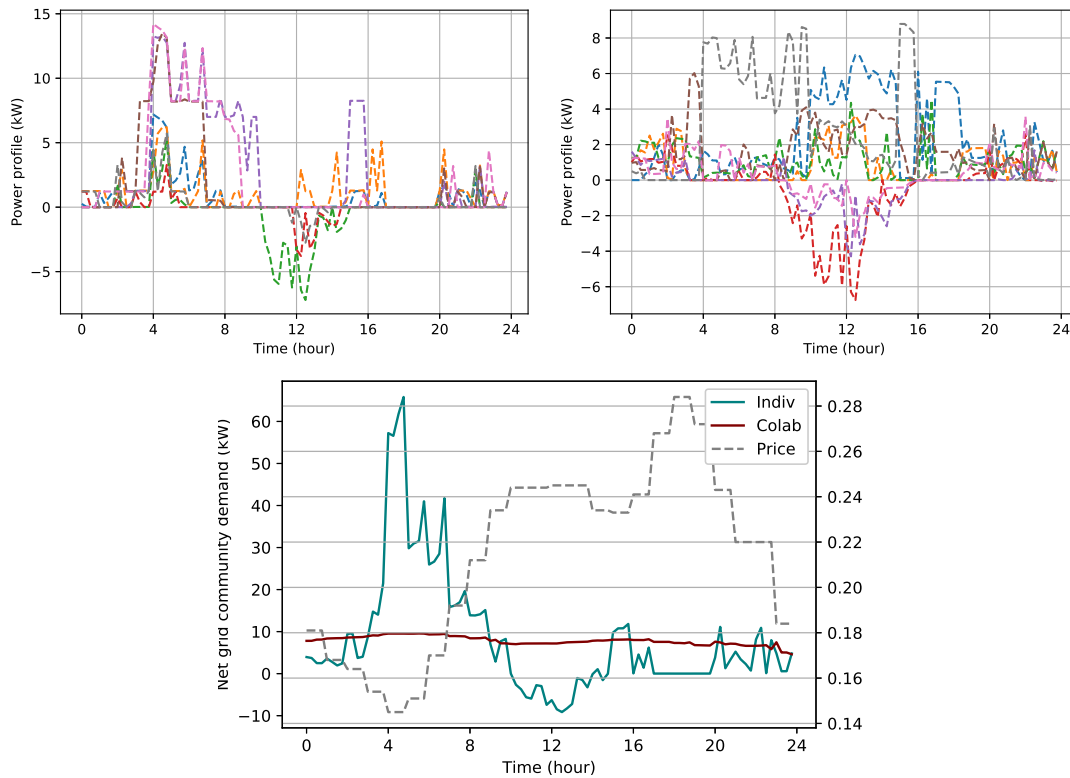 15
10
5
0
−5
Power profile (kW)
0 4 8 12 16 20 24
Time (hour)
8
6
4
2
0
−2
−4
−6
Power profile (kW)
0 4 8 12 16 20 24
Time (hour)
60
50
40
30
20
10
0
−10
Net grid community demand (kW)
Indiv
Colab
Price
0.28
0.26
0.24
0.22
0.20
0.18
0.16
0.14
0 4 8 12 16 20 24
Time (hour)